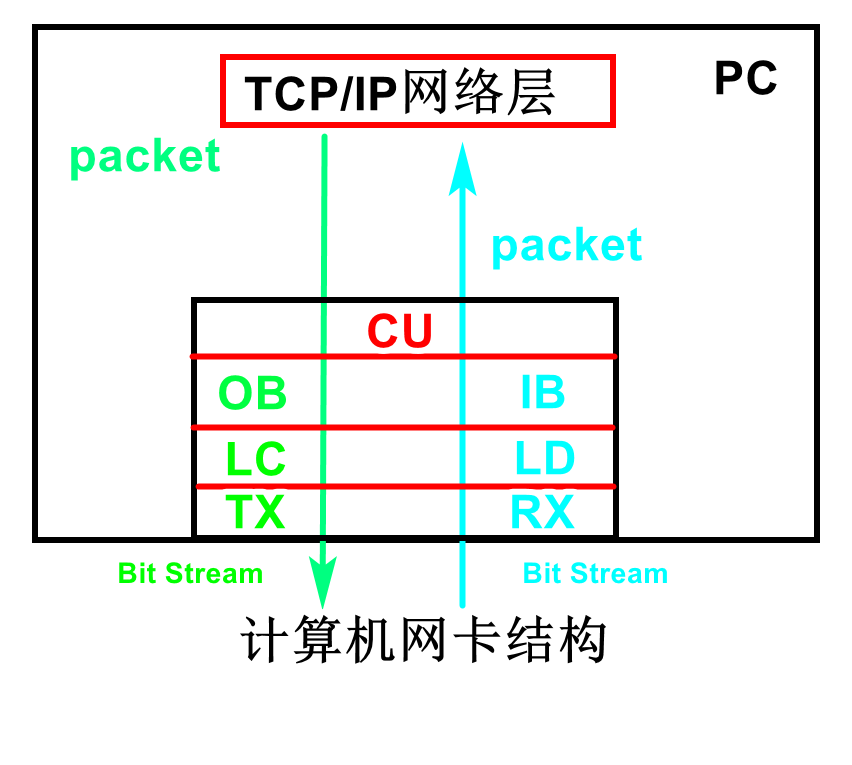 TCP/IP网络层
PC
packet
packet
CU
OB
IB
LC
LD
TX
RX
Bit Stream
Bit Stream
计算机网卡结构